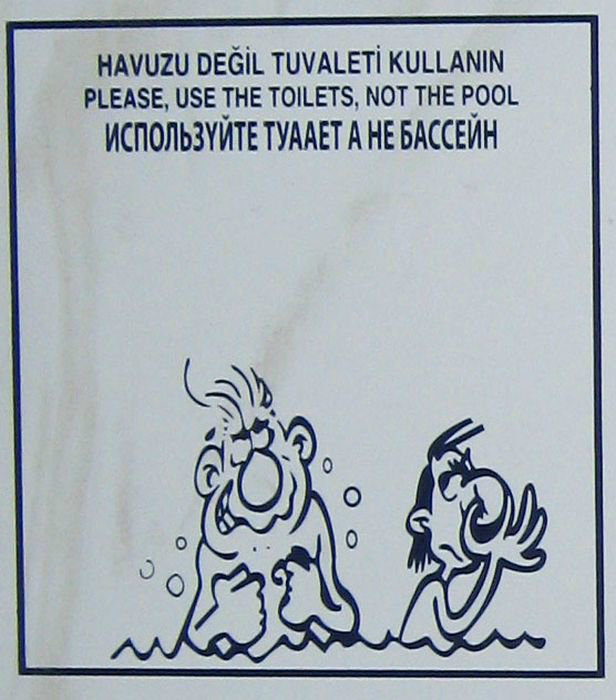 HAVUZU DEĞİL TUVALETİ KULLANIN
PLEASE, USE THE TOILETS, NOT THE POOL
ИСПОЛЬЗУЙТЕ ТУААЕТ А НЕ БАССЕЙН